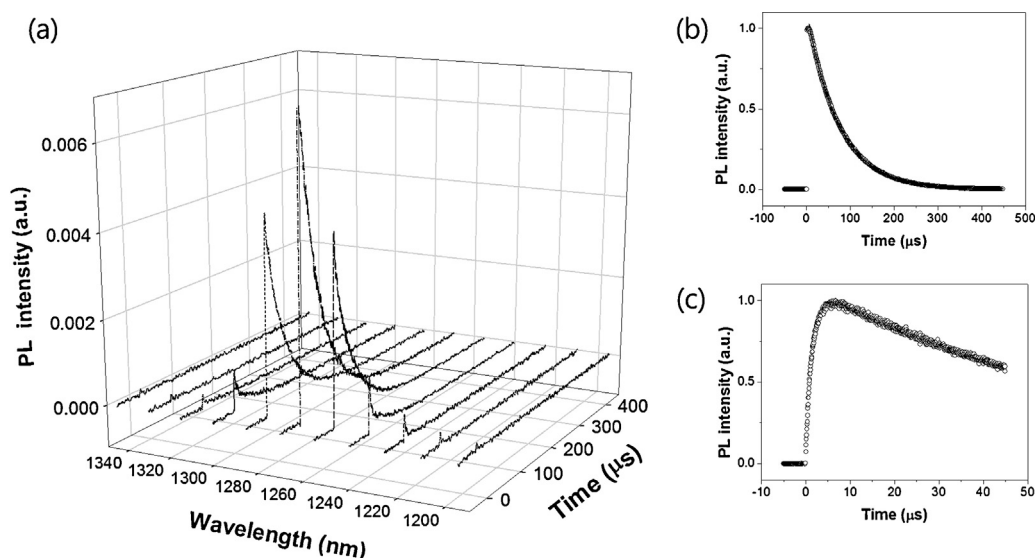 (a)
PL intensity (a.u.)
0.006
0.004
0.002
0.000
1340
1320
1300
1280
1260
1240
1220
1200
Wavelength (nm)
0
100
200
300
400
Time (μs)
(b)
PL intensity (a.u.)
1.0
0.5
0.0
-100 0 100 200 300 400 500
Time (μs)
(c)
PL intensity (a.u.)
1.0
0.5
0.0
-10 0 10 20 30 40 50
Time (μs)